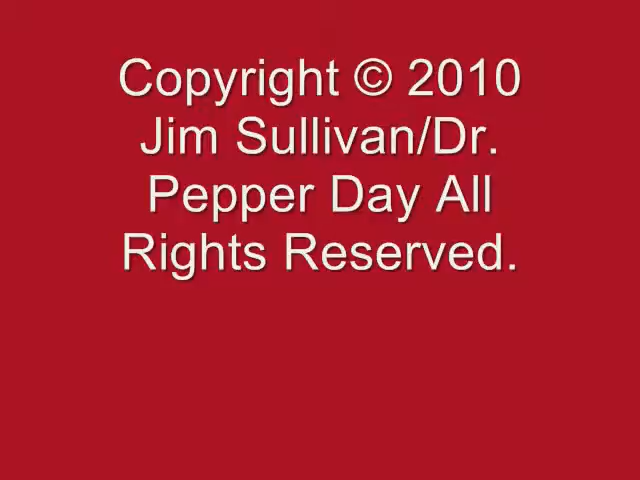 Copyright © 2010
Jim Sullivan/Dr.
Pepper Day All
Rights Reserved.